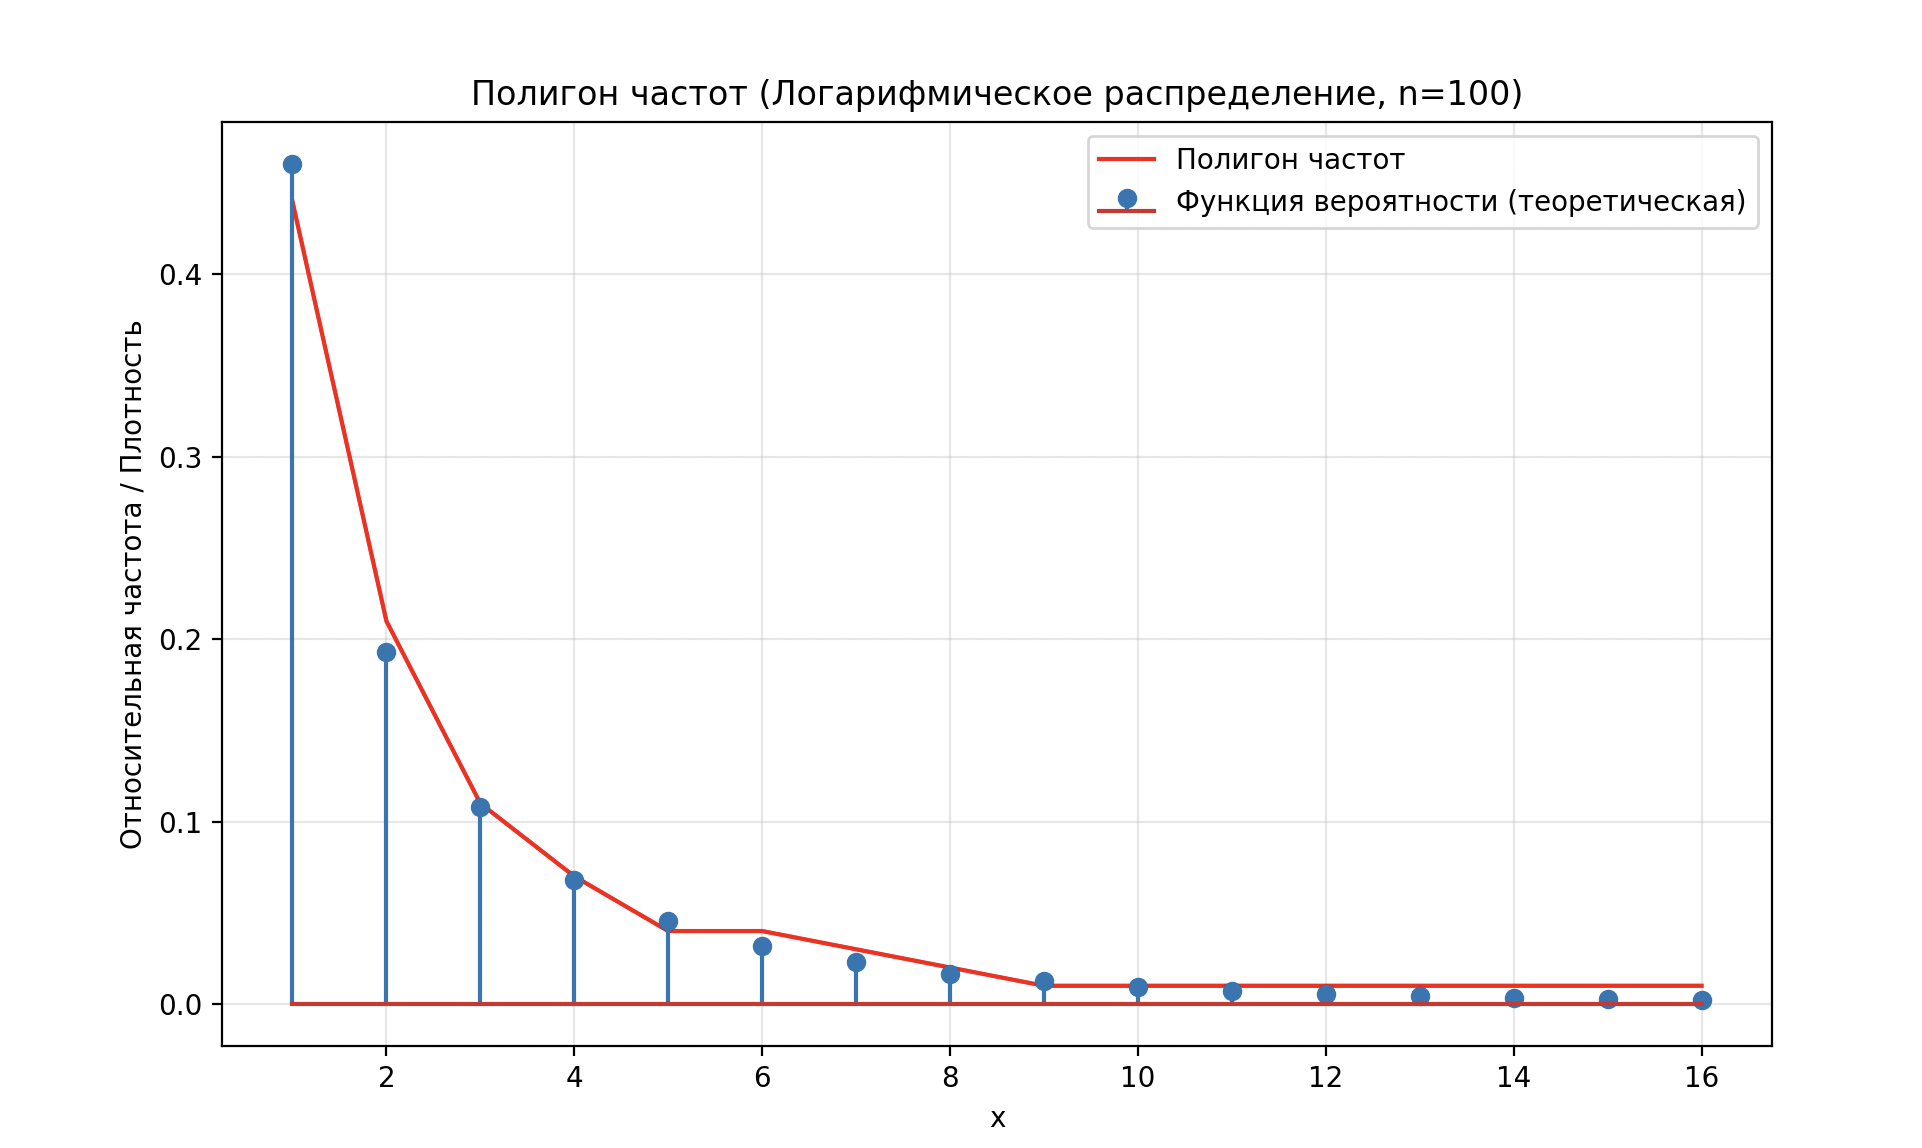 Полигон частот (Логарифмическое распределение, n=100)
Полигон частот
Функция вероятности (теоретическая)
Относительная частота / Плотность
0.4
0.3
0.2
0.1
0.0
2 4 6 8 10 12 14 16
x